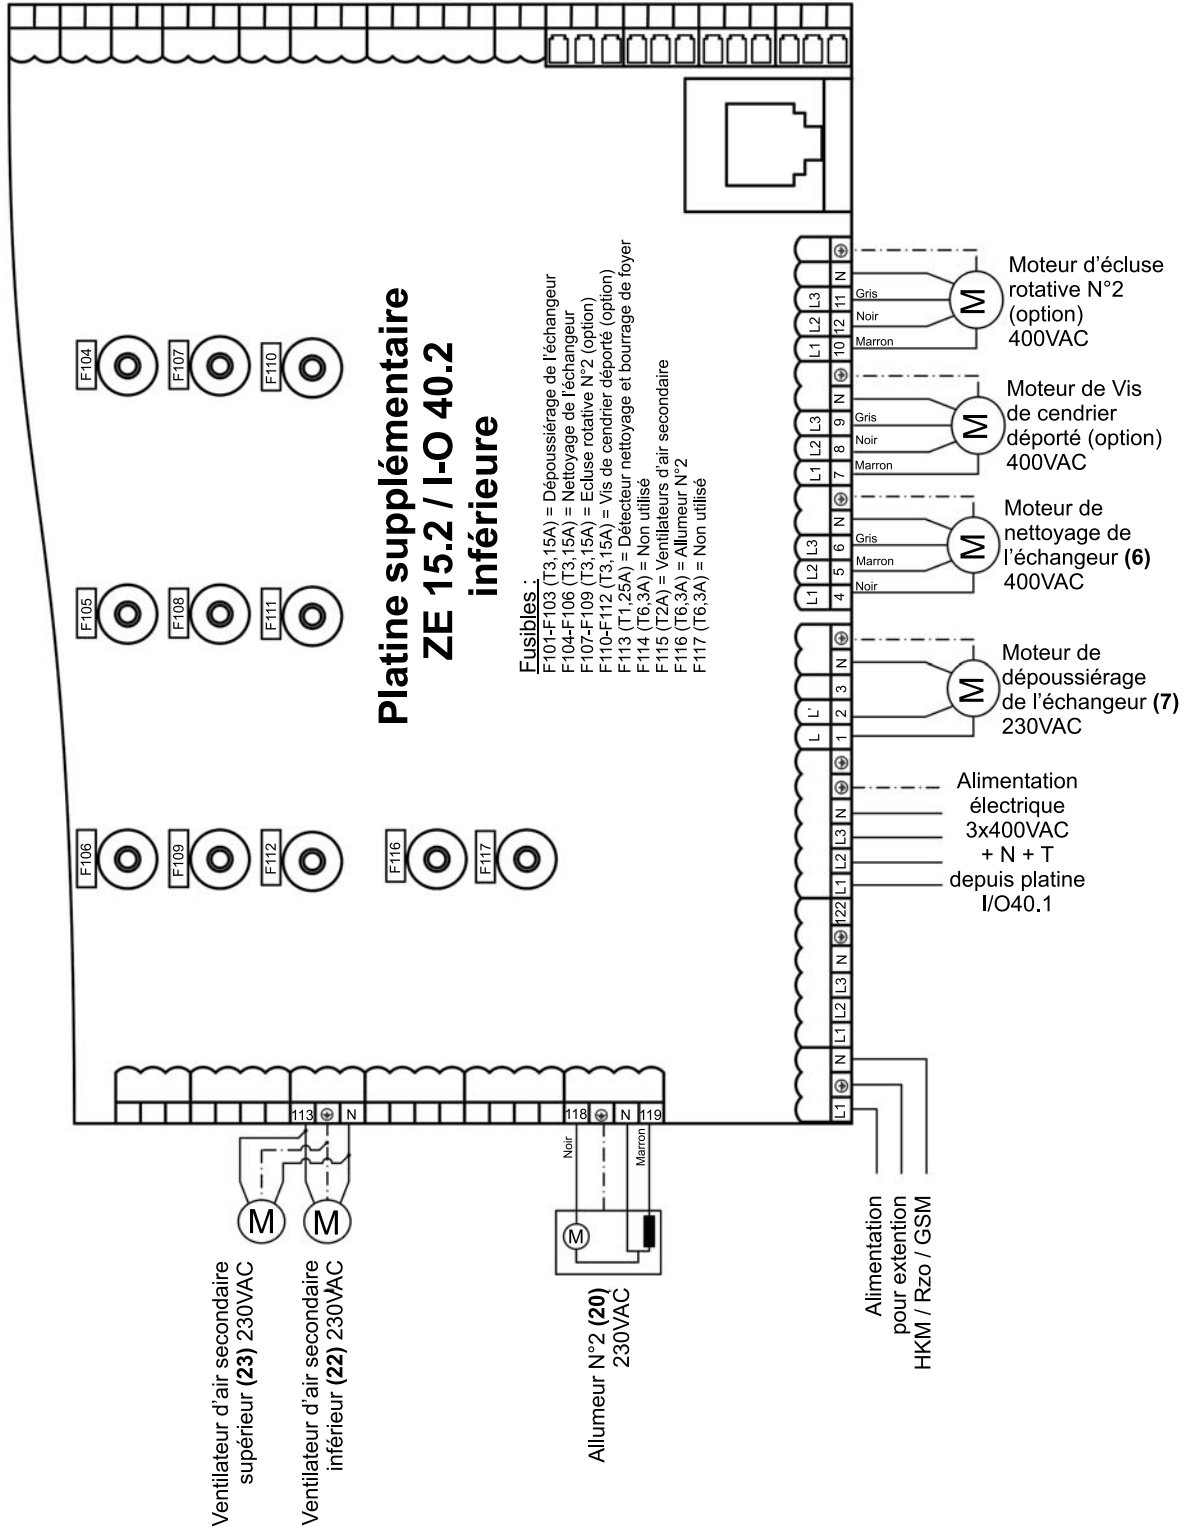 F104
F107
F110
F105
F108
F111
F106
F109
F112
F116
F117
Platine supplémentaire
ZE 15.2 / I-O 40.2
inférieure
Fusibles :
F101-F103 (T3,15A) = Dépoussiérage de l'échangeur
F104-F106 (T3,15A) = Nettoyage de l'échangeur
F107-F109 (T3,15A) = Ecluse rotative N°2 (option)
F110-F112 (T3,15A) = Vis de cendrier déporté (option)
F113 (T1,25A) = Détecteur nettoyage et bourrage de foyer
F114 (T6,3A) = Non utilisé
F115 (T2A) = Ventilateurs d'air secondaire
F116 (T6,3A) = Allumeur N°2
F117 (T6,3A) = Non utilisé
N
L3 11 Gris
L2 12 Noir
L1 10 Marron
M
Moteur d'écluse
rotative N°2
(option)
400VAC
N
L3 9 Gris
L2 8 Noir
L1 7 Marron
M
Moteur de Vis
de cendrier
déporté (option)
400VAC
N
L3 6 Gris
L2 5 Marron
L1 4 Noir
M
Moteur de
nettoyage de
l'échangeur (6)
400VAC
N
3
L' 2
L 1
M
Moteur de
dépoussiérage
de l'échangeur (7)
230VAC
N
L3
L2
L1
Alimentation
électrique
3x400VAC
+ N + T
depuis platine
I/O40.1
122
N
L3
L2
L1
N
L1
Alimentation
pour extention
HKM / Rzo / GSM
113 N
M
M
Ventilateur d'air secondaire
supérieur (23) 230VAC
Ventilateur d'air secondaire
inférieur (22) 230VAC
118 N 119
Noir
Marron
M
Allumeur N°2 (20)
230VAC